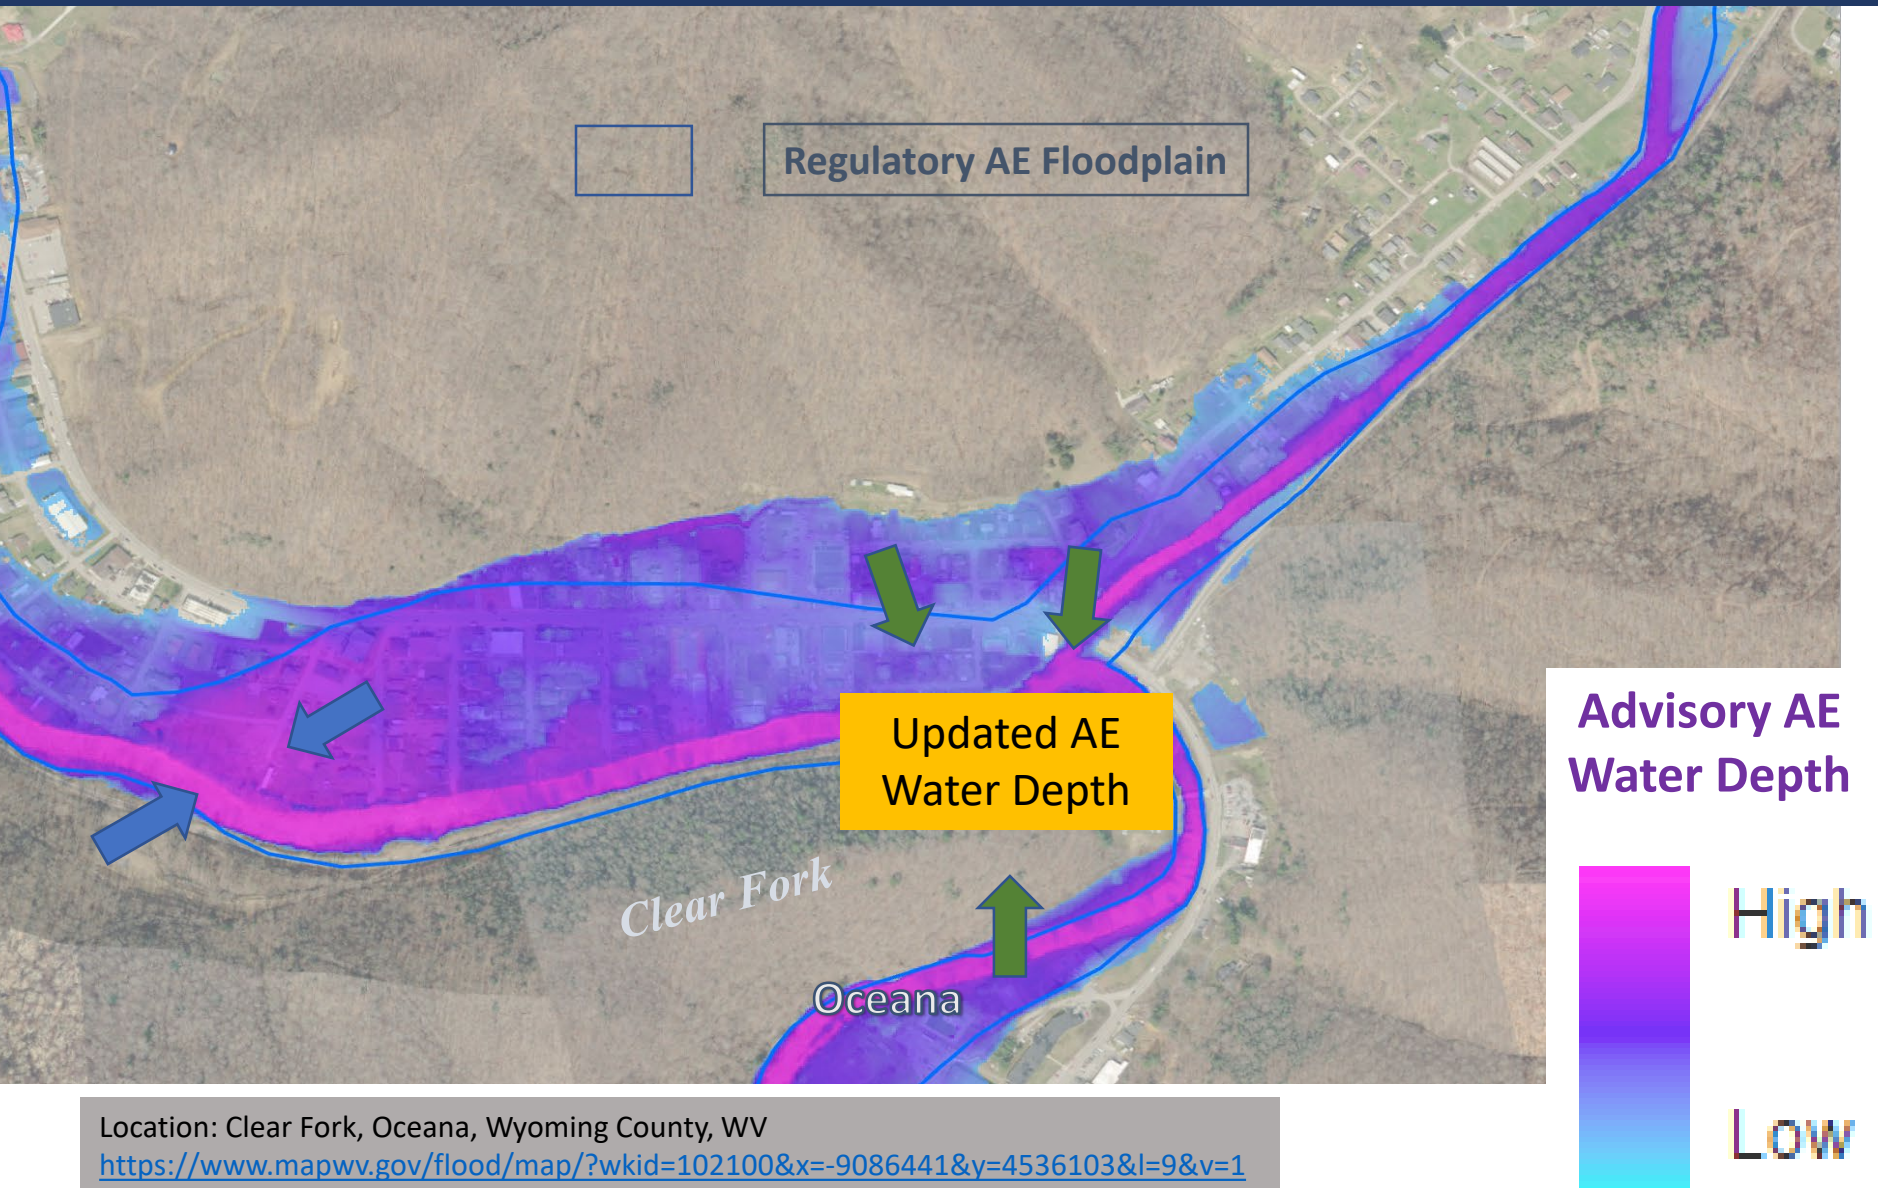 Regulatory AE Floodplain
Updated AE
Water Depth
Clear Fork
Oceana
Advisory AE
Water Depth
High
Low
Location: Clear Fork, Oceana, Wyoming County, WV
https://www.mapwv.gov/flood/map/?wkid=102100&x=-9086441&y=4536103&l=9&v=1